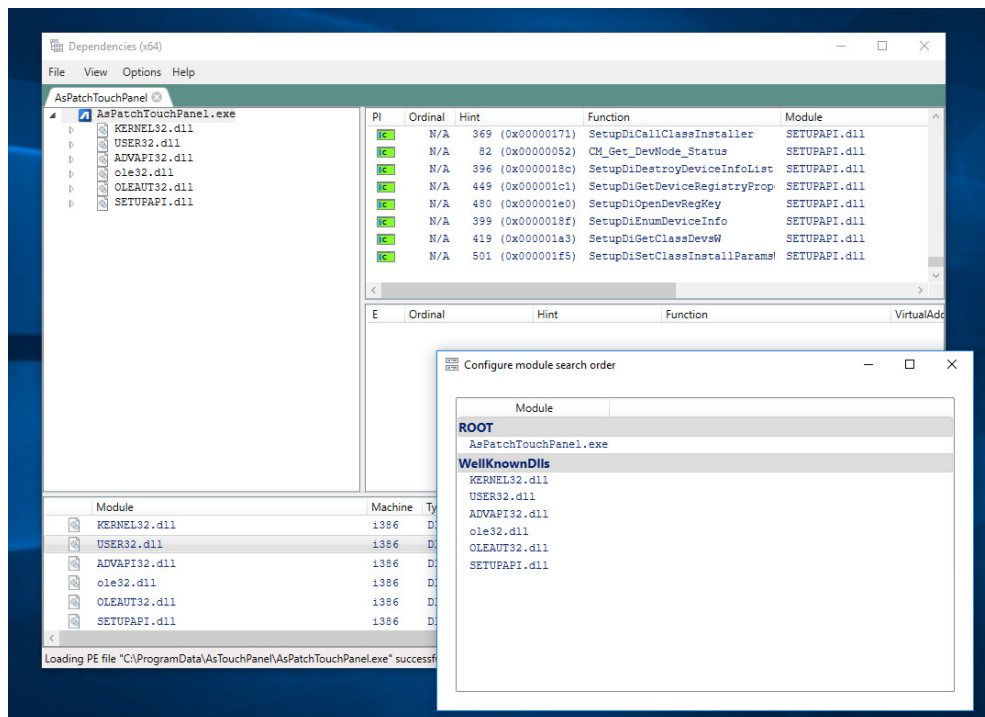 Dependencies (x64)
File View Options Help
AsPatchTouchPanel
AsPatchTouchPanel.exe
KERNEL32.dll
USER32.dll
ADVAPI32.dll
ole32.dll
OLEAUT32.dll
SETUPAPI.dll
PI Ordinal Hint Function Module
C N/A 369 (0x00000171) SetupDiCallClassInstaller SETUPAPI.dll
C N/A 82 (0x00000052) CM_Get_DevNode_Status SETUPAPI.dll
C N/A 396 (0x0000018c) SetupDiDestroyDeviceInfoList SETUPAPI.dll
C N/A 449 (0x000001c1) SetupDiGetDeviceRegistryProp SETUPAPI.dll
C N/A 480 (0x000001e0) SetupDiOpenDevRegKey SETUPAPI.dll
C N/A 399 (0x0000018f) SetupDiEnumDeviceInfo SETUPAPI.dll
C N/A 419 (0x000001a3) SetupDiGetClassDevsW SETUPAPI.dll
C N/A 501 (0x000001f5) SetupDiSetClassInstallParams SETUPAPI.dll
E Ordinal Hint Function VirtualAdd
Module Machine Ty
KERNEL32.dll i386 D
USER32.dll i386 D
ADVAPI32.dll i386 D
ole32.dll i386 D
OLEAUT32.dll i386 D
SETUPAPI.dll i386 D
Loading PE file "C:\ProgramData\AsTouchPanel\AsPatchTouchPanel.exe" successf
Configure module search order
Module
ROOT
AsPatchTouchPanel.exe
WellKnownDlls
KERNEL32.dll
USER32.dll
ADVAPI32.dll
ole32.dll
OLEAUT32.dll
SETUPAPI.dll